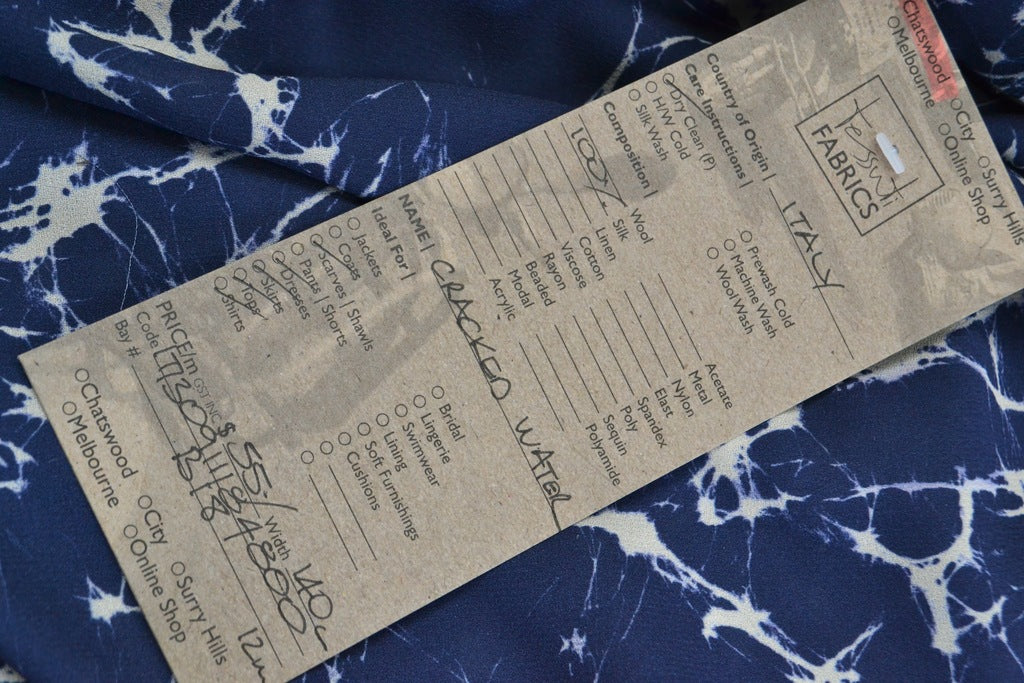 Chatswood City Surry Hills
Melbourne Online Shop
Tessuti
FABRICS
Country of Origin | ITALY
Care Instructions |
Dry Clean (P) Prewash Cold
H/W Cold Machine Wash
Silk Wash Wool Wash
Composition |
Wool Acetate
100% Silk Metal
Linen Nylon
Cotton Elast
Viscose Spandex
Rayon Poly
Beaded Sequin
Modal Polyamide
Acrylic
NAME | CRACKED WATER
Ideal For |
Jackets Bridal
Coats Lingerie
Scarves | Shawls Swimwear
Pants | Shorts Lining
Dresses Soft Furnishings
Skirts Cushions
Tops
Shirts
PRICE/m GST INC $ 55/ Width 140c
Code
Bay # 12m
Chatswood City Surry Hills
Melbourne Online Shop